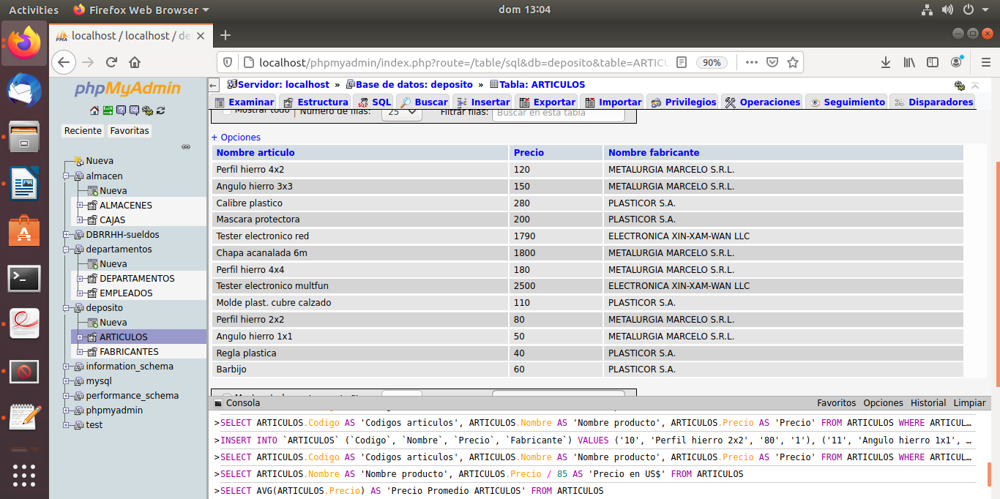 Activities Firefox Web Browser dom 13:04
localhost / localhost / de
localhost/phpmyadmin/index.php?route=/table/sql&db=deposito&table=ARTICU 90%
phpMyAdmin
Reciente Favoritas
Nueva
almacen
Nueva
ALMACENES
CAJAS
DBRRHH-sueldos
departamentos
Nueva
DEPARTAMENTOS
EMPLEADOS
deposito
Nueva
ARTICULOS
FABRICANTES
information_schema
mysql
performance_schema
phpmyadmin
test
Servidor: localhost » Base de datos: deposito » Tabla: ARTICULOS
Examinar Estructura SQL Buscar Insertar Exportar Importar Privilegios Operaciones Seguimiento Disparadores
Mostrar todo | Número de filas: 25 Filtrar filas: Buscar en esta tabla
+ Opciones
Nombre articulo Precio Nombre fabricante
Perfil hierro 4x2 120 METALURGIA MARCELO S.R.L.
Angulo hierro 3x3 150 METALURGIA MARCELO S.R.L.
Calibre plastico 280 PLASTICOR S.A.
Mascara protectora 200 PLASTICOR S.A.
Tester electronico red 1790 ELECTRONICA XIN-XAM-WAN LLC
Chapa acanalada 6m 1800 METALURGIA MARCELO S.R.L.
Perfil hierro 4x4 180 METALURGIA MARCELO S.R.L.
Tester electronico multfun 2500 ELECTRONICA XIN-XAM-WAN LLC
Molde plast. cubre calzado 110 PLASTICOR S.A.
Perfil hierro 2x2 80 METALURGIA MARCELO S.R.L.
Angulo hierro 1x1 50 METALURGIA MARCELO S.R.L.
Regla plastica 40 PLASTICOR S.A.
Barbijo 60 PLASTICOR S.A.
Consola Favoritos Opciones Historial Limpiar
>SELECT ARTICULOS.Codigo AS 'Codigos articulos', ARTICULOS.Nombre AS 'Nombre producto', ARTICULOS.Precio AS 'Precio' FROM ARTICULOS WHERE ARTICUL…
>INSERT INTO `ARTICULOS` (`Codigo`, `Nombre`, `Precio`, `Fabricante`) VALUES ('10', 'Perfil hierro 2x2', '80', '1'), ('11', 'Angulo hierro 1x1', …
>SELECT ARTICULOS.Codigo AS 'Codigos articulos', ARTICULOS.Nombre AS 'Nombre producto', ARTICULOS.Precio AS 'Precio' FROM ARTICULOS WHERE ARTICUL…
>SELECT ARTICULOS.Nombre AS 'Nombre producto', ARTICULOS.Precio / 85 AS 'Precio en US$' FROM ARTICULOS
>SELECT AVG(ARTICULOS.Precio) AS 'Precio Promedio ARTICULOS' FROM ARTICULOS